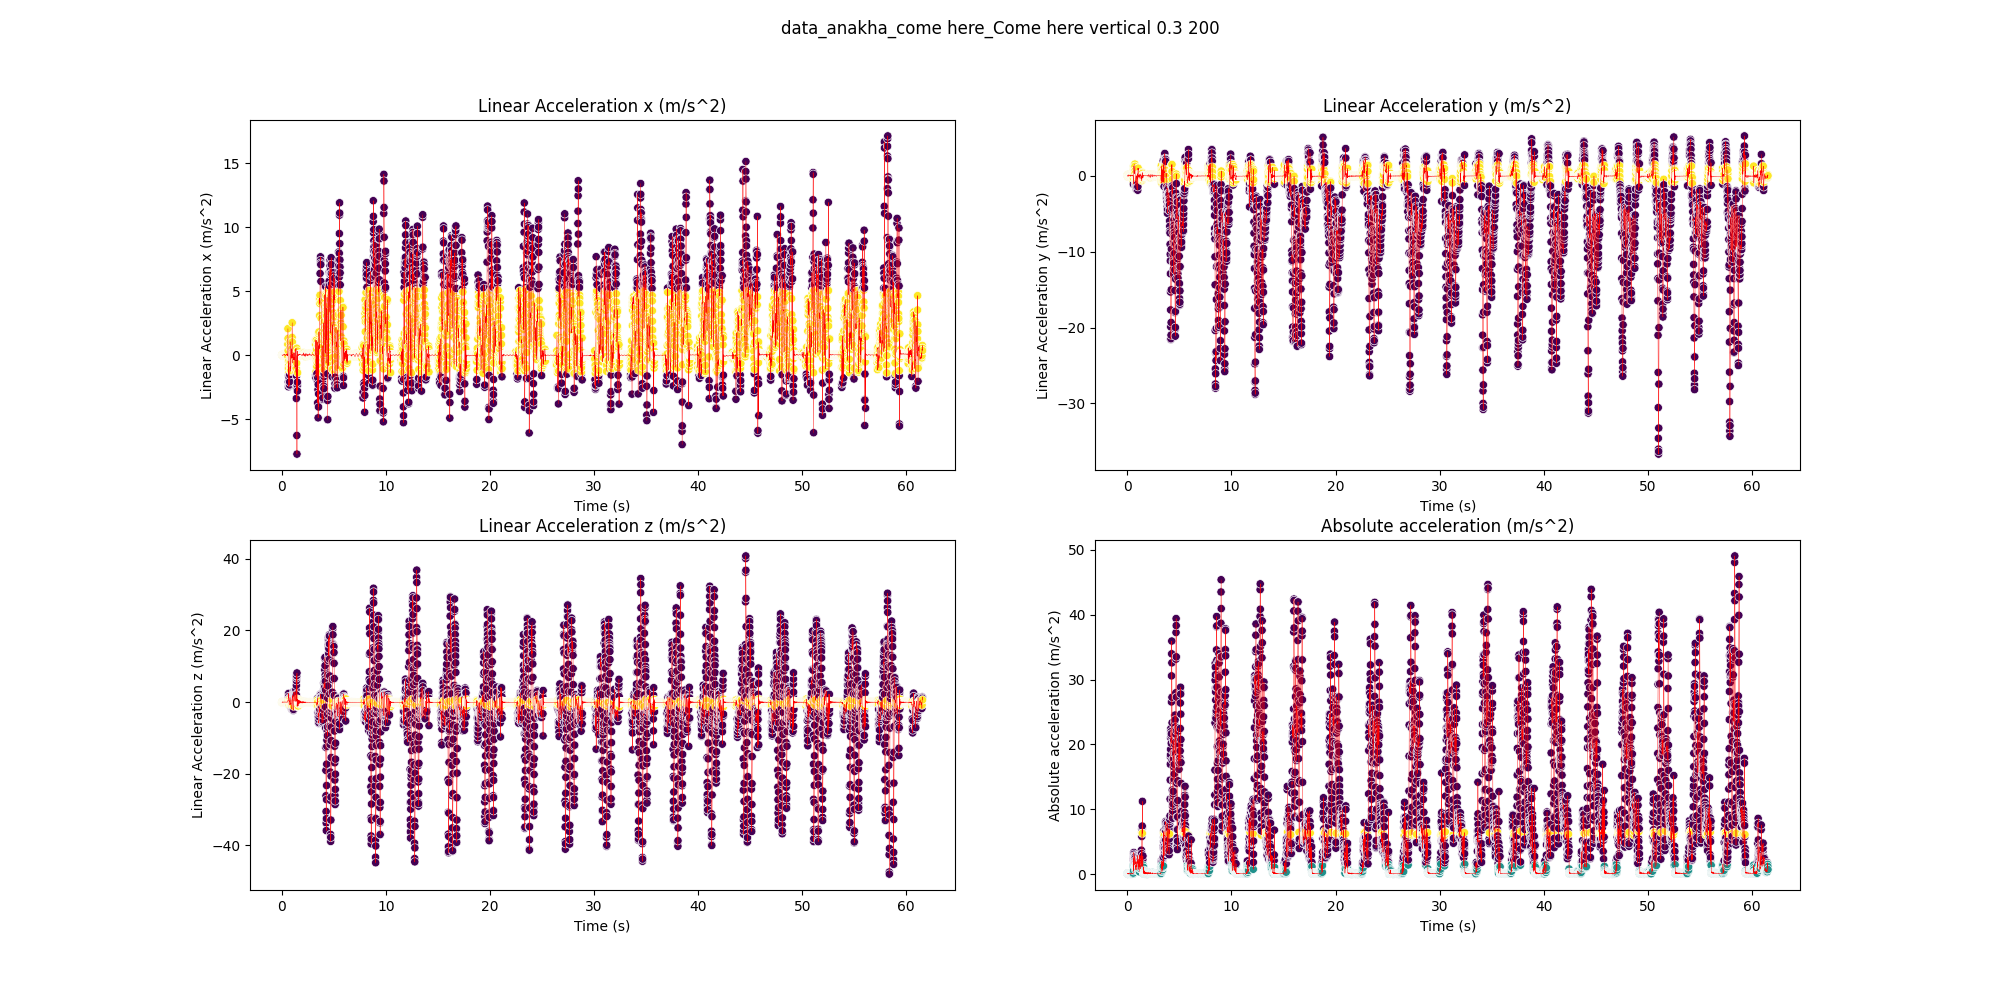 data_anakha_come here_Come here vertical 0.3 200
Linear Acceleration x (m/s^2)
Linear Acceleration x (m/s^2)
15
10
5
0
−5
0 10 20 30 40 50 60
Time (s)
Linear Acceleration y (m/s^2)
Linear Acceleration y (m/s^2)
0
−10
−20
−30
0 10 20 30 40 50 60
Time (s)
Linear Acceleration z (m/s^2)
Linear Acceleration z (m/s^2)
40
20
0
−20
−40
0 10 20 30 40 50 60
Time (s)
Absolute acceleration (m/s^2)
Absolute acceleration (m/s^2)
50
40
30
20
10
0
0 10 20 30 40 50 60
Time (s)